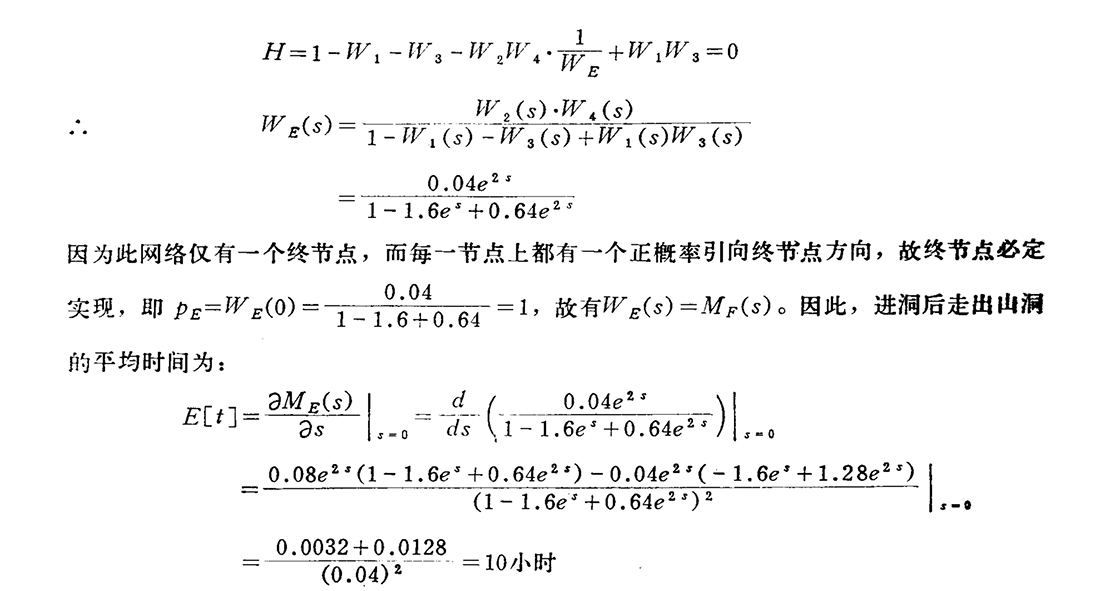 H=1-W₁-W₃-W₂W₄·1/W_E+W₁W₃=0
∴ W_E(s)=W₂(s)·W₄(s)/(1-W₁(s)-W₃(s)+W₁(s)W₃(s))
=0.04e^{2s}/(1-1.6e^s+0.64e^{2s})
因为此网络仅有一个终节点，而每一节点上都有一个正概率引向终节点方向，故终节点必定
实现，即 p_E=W_E(0)=0.04/(1-1.6+0.64)=1，故有W_E(s)=M_F(s)。因此，进洞后走出山洞
的平均时间为：
E[t]=∂M_E(s)/∂s|_{s=0}=d/ds(0.04e^{2s}/(1-1.6e^s+0.64e^{2s}))|_{s=0}
=(0.08e^{2s}(1-1.6e^s+0.64e^{2s})-0.04e^{2s}(-1.6e^s+1.28e^{2s}))/(1-1.6e^s+0.64e^{2s})²|_{s=0}
=(0.0032+0.0128)/(0.04)²=10小时